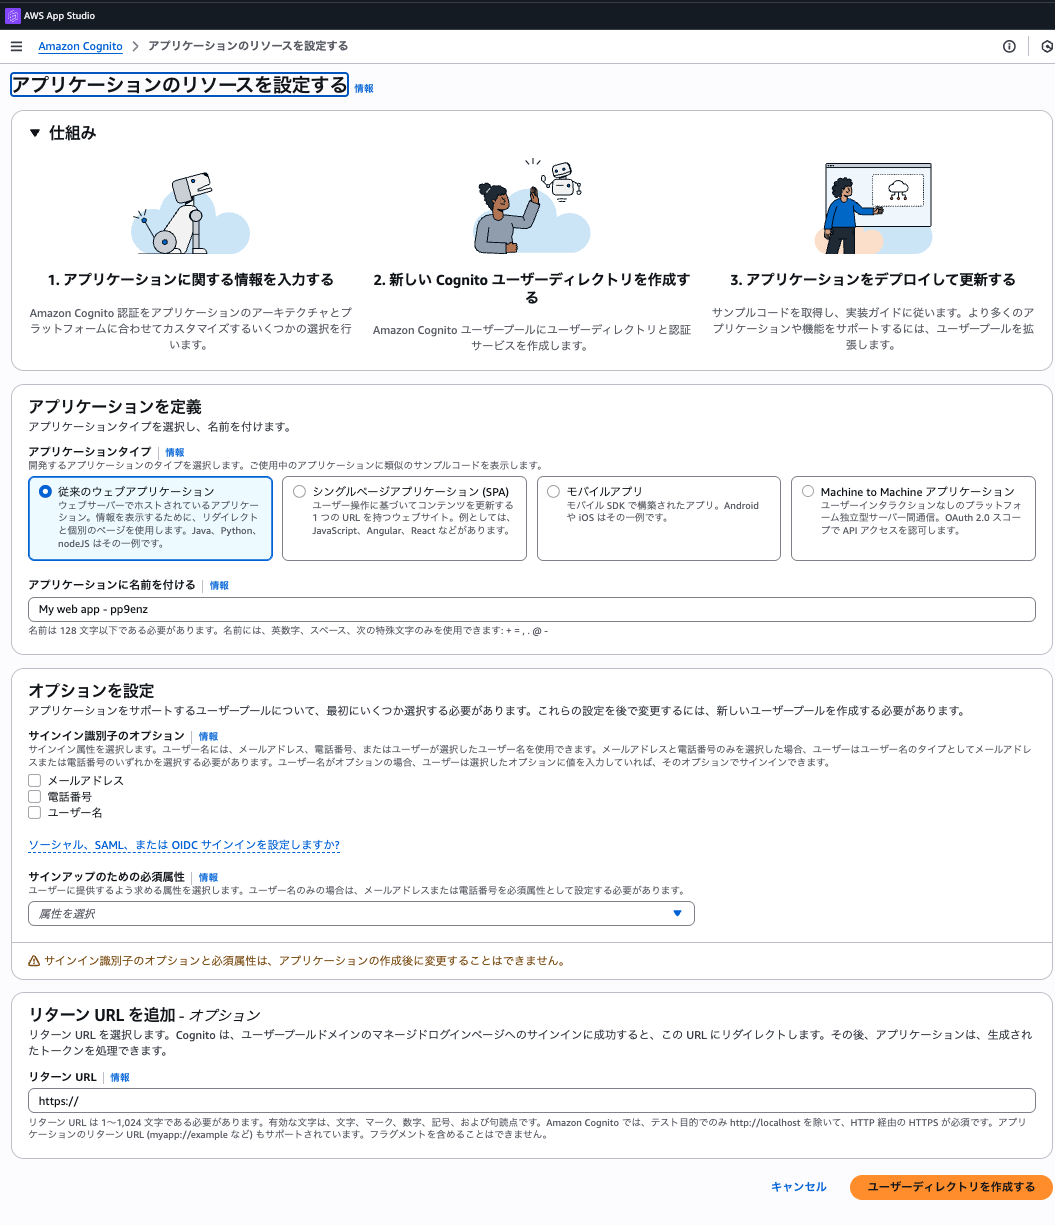 AWS App Studio
Amazon Cognito
アプリケーションのリソースを設定する
アプリケーションのリソースを設定する 情報
仕組み
1. アプリケーションに関する情報を入力する
Amazon Cognito 認証をアプリケーションのアーキテクチャとプ
ラットフォームに合わせてカスタマイズするいくつかの選択を行
います。
2. 新しい Cognito ユーザーディレクトリを作成す
る
Amazon Cognito ユーザープールにユーザーディレクトリと認証
サービスを作成します。
3. アプリケーションをデプロイして更新する
サンプルコードを取得し、実装ガイドに従います。より多くのア
プリケーションや機能をサポートするには、ユーザープールを拡
張します。
アプリケーションを定義
アプリケーションタイプを選択し、名前を付けます。
アプリケーションタイプ 情報
開発するアプリケーションのタイプを選択します。ご使用中のアプリケーションに類似のサンプルコードを表示します。
従来のウェブアプリケーション
ウェブサーバーでホストされているアプリケー
ション。情報を表示するために、リダイレクト
と個別のページを使用します。Java、Python、
nodeJS はその一例です。
シングルページアプリケーション (SPA)
ユーザー操作に基づいてコンテンツを更新する
1 つの URL を持つウェブサイト。例としては、
JavaScript、Angular、React などがあります。
モバイルアプリ
モバイル SDK で構築されたアプリ。Android
や iOS はその一例です。
Machine to Machine アプリケーション
ユーザーインタラクションなしのプラットフォ
ーム独立型サーバー間通信。OAuth 2.0 スコー
プで API アクセスを認可します。
アプリケーションに名前を付ける 情報
My web app - pp9enz
名前は 128 文字以下である必要があります。名前には、英数字、スペース、次の特殊文字のみを使用できます: + = , . @ -
オプションを設定
アプリケーションをサポートするユーザープールについて、最初にいくつか選択する必要があります。これらの設定を後で変更するには、新しいユーザープールを作成する必要があります。
サインイン識別子のオプション 情報
サインイン属性を選択します。ユーザー名には、メールアドレス、電話番号、またはユーザーが選択したユーザー名を使用できます。メールアドレスと電話番号のみを選択した場合、ユーザーはユーザー名のタイプとしてメールアドレ
スまたは電話番号のいずれかを選択する必要があります。ユーザー名がオプションの場合、ユーザーは選択したオプションに値を入力していれば、そのオプションでサインインできます。
メールアドレス
電話番号
ユーザー名
ソーシャル、SAML、または OIDC サインインを設定しますか?
サインアップのための必須属性 情報
ユーザーに提供するよう求める属性を選択します。ユーザー名のみの場合は、メールアドレスまたは電話番号を必須属性として設定する必要があります。
属性を選択
サインイン識別子のオプションと必須属性は、アプリケーションの作成後に変更することはできません。
リターン URL を追加 - オプション
リターン URL を選択します。Cognito は、ユーザープールドメインのマネージドログインページへのサインインに成功すると、この URL にリダイレクトします。その後、アプリケーションは、生成され
たトークンを処理できます。
リターン URL 情報
https://
リターン URL は 1〜1,024 文字である必要があります。有効な文字は、文字、マーク、数字、記号、および句読点です。Amazon Cognito では、テスト目的でのみ http://localhost を除いて、HTTP 経由の HTTPS が必須です。アプリ
ケーションのリターン URL (myapp://example など) もサポートされています。フラグメントを含めることはできません。
キャンセル
ユーザーディレクトリを作成する